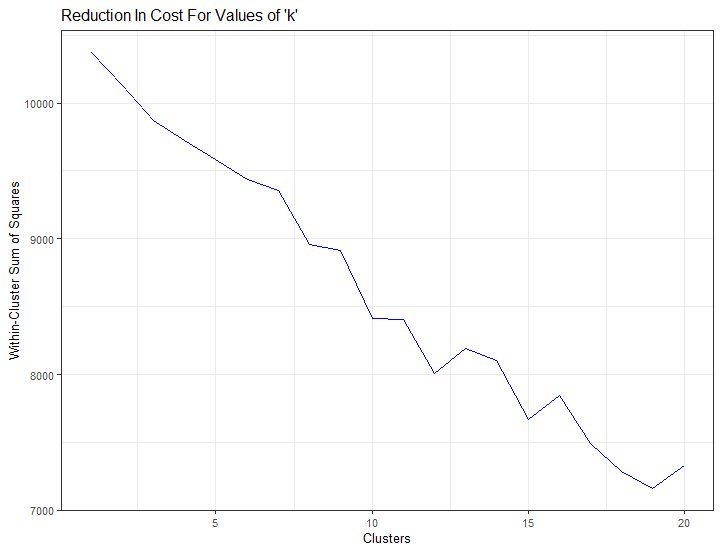 Reduction In Cost For Values of 'k'
Within-Cluster Sum of Squares
10000
9000
8000
7000
5
10
15
20
Clusters